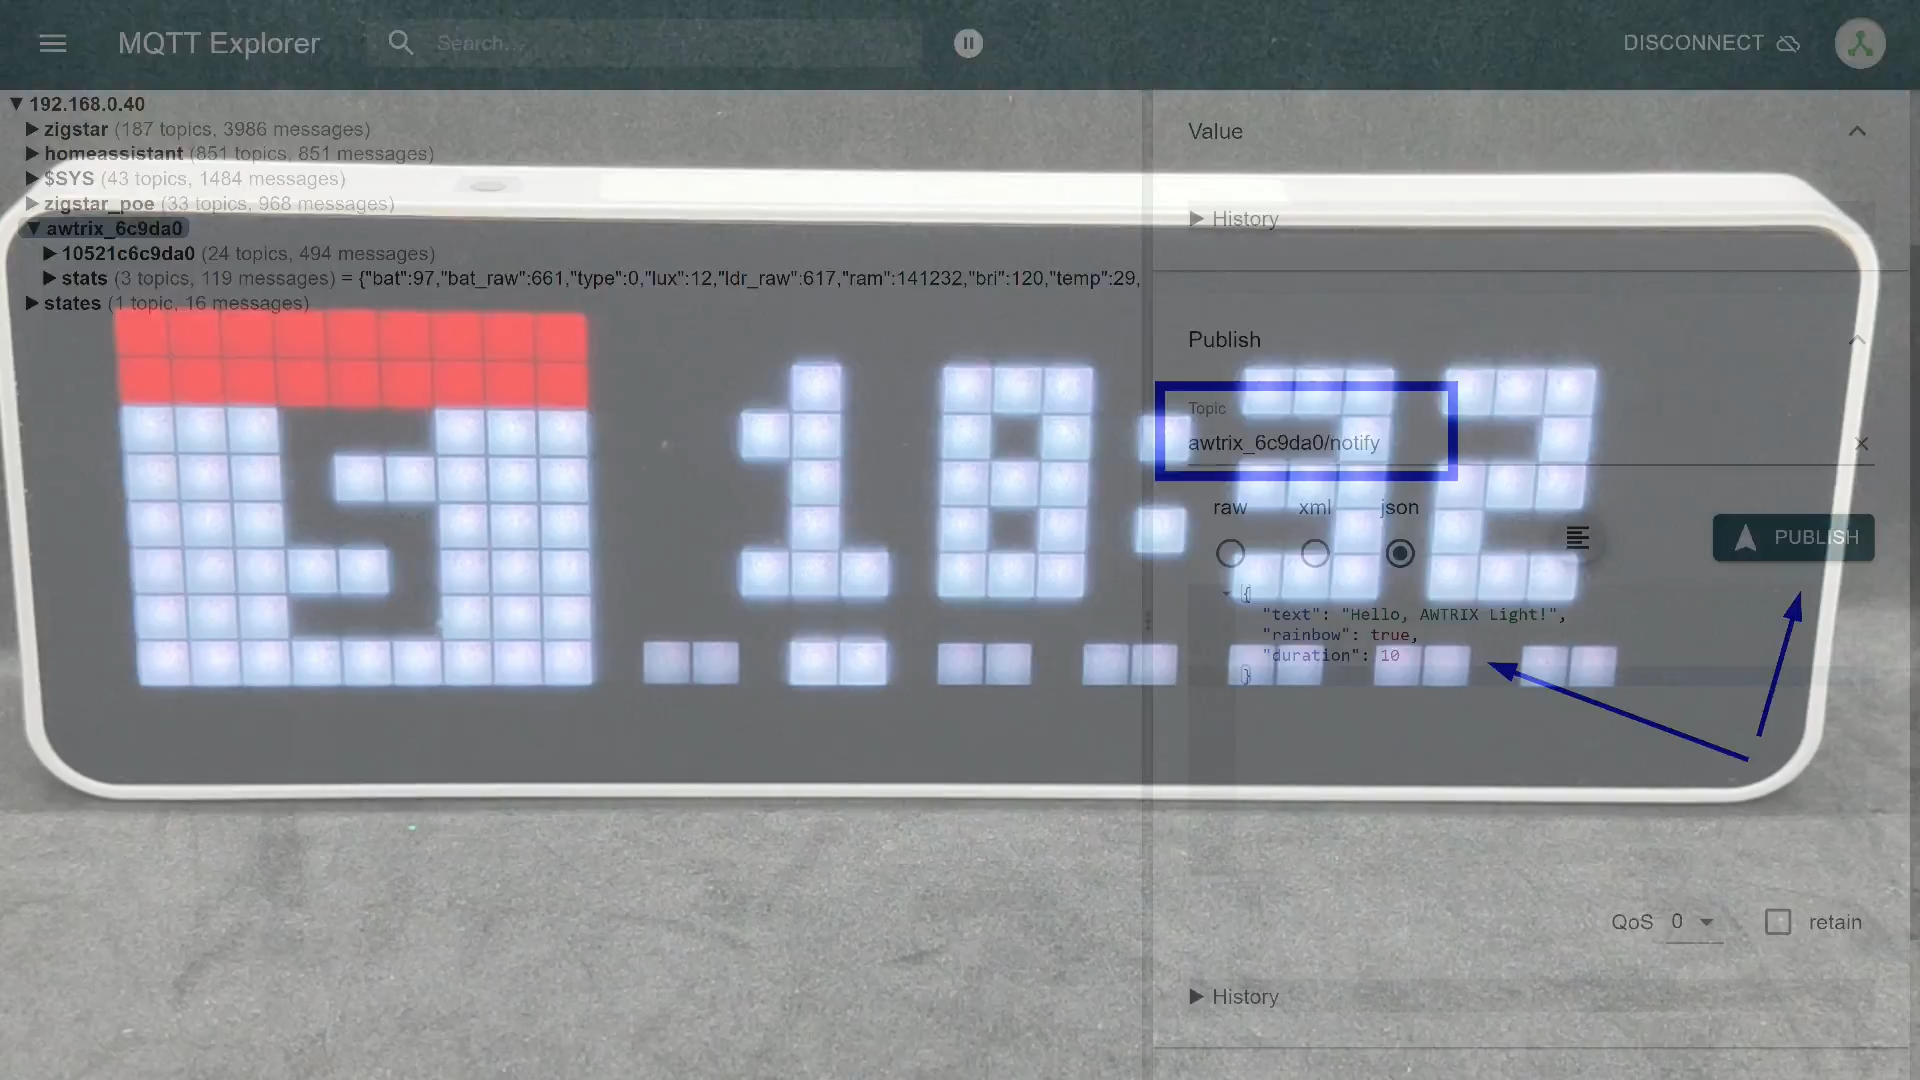 MQTT Explorer
Search...
DISCONNECT
192.168.0.40
zigstar (187 topics, 3986 messages)
homeassistant (851 topics, 851 messages)
$SYS (43 topics, 1484 messages)
zigstar_poe (33 topics, 968 messages)
awtrix_6c9da0
10521c6c9da0 (24 topics, 494 messages)
stats (3 topics, 119 messages) = {"bat":97,"bat_raw":661,"type":0,"lux":12,"ldr_raw":617,"ram":141232,"bri":120,"temp":29,
states (1 topic, 16 messages)
5
10:32
Value
History
Publish
Topic
awtrix_6c9da0/notify
raw xml json
PUBLISH
{
"text": "Hello, AWTRIX Light!",
"rainbow": true,
"duration": 10
}
QoS 0 retain
History